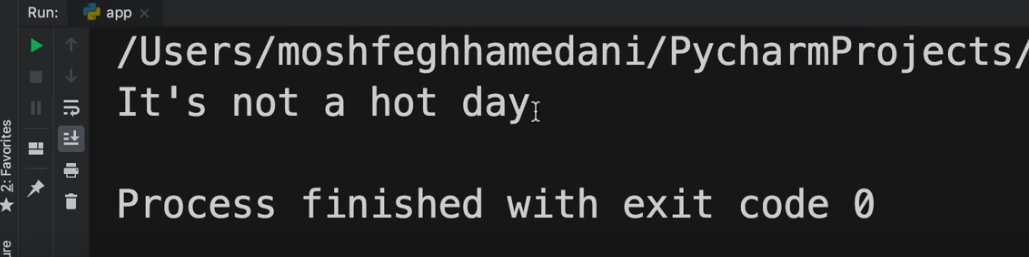 Run: app
/Users/moshfeghhamedani/PycharmProjects/
It's not a hot day
Process finished with exit code 0
2: Favorites